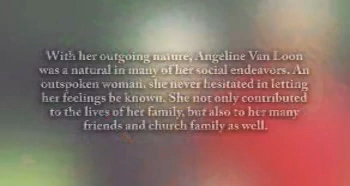 With her outgoing nature, Angeline Van Loon
was a natural in many of her social endeavors. An
outspoken woman, she never hesitated in letting
her feelings be known. She not only contributed
to the lives of her family, but also to her many
friends and church family as well.